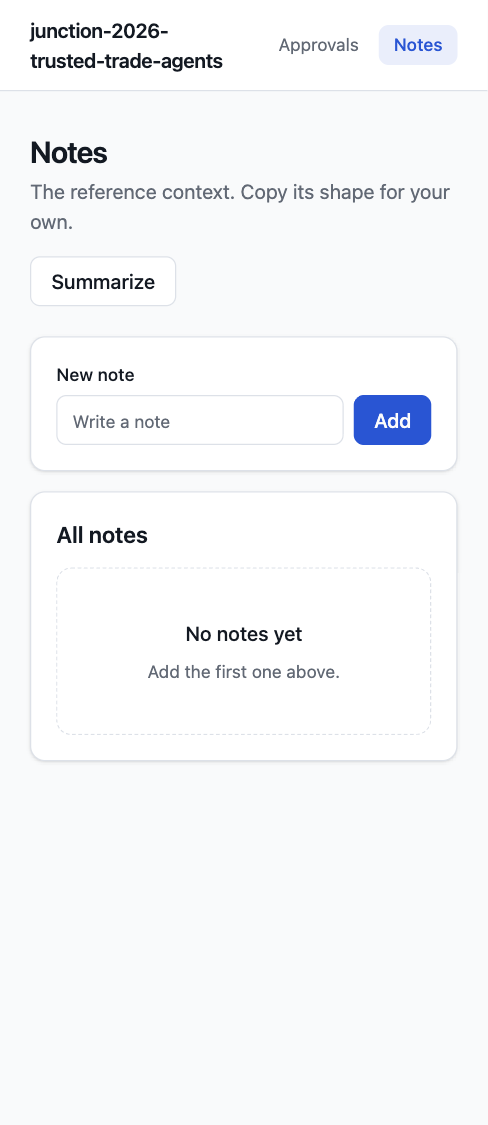 junction-2026-
trusted-trade-agents
Approvals
Notes
Notes
The reference context. Copy its shape for your
own.
Summarize
New note
Write a note
Add
All notes
No notes yet
Add the first one above.